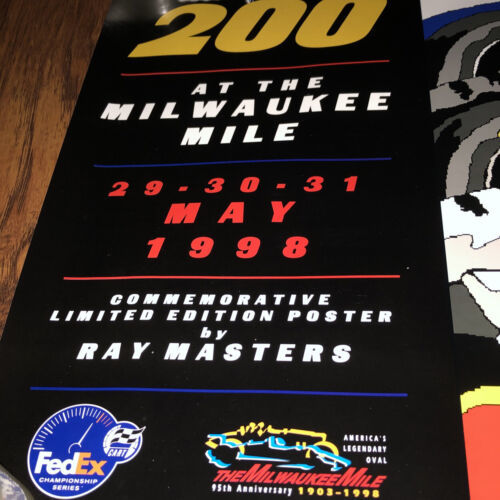 200
AT THE
MILWAUKEE
MILE
29-30-31
MAY
1998
COMMEMORATIVE
LIMITED EDITION POSTER
by
RAY MASTERS
FedEx
CART
CHAMPIONSHIP
SERIES
AMERICA'S
LEGENDARY
OVAL
THE MILWAUKEE MILE
95th Anniversary 1903-1998